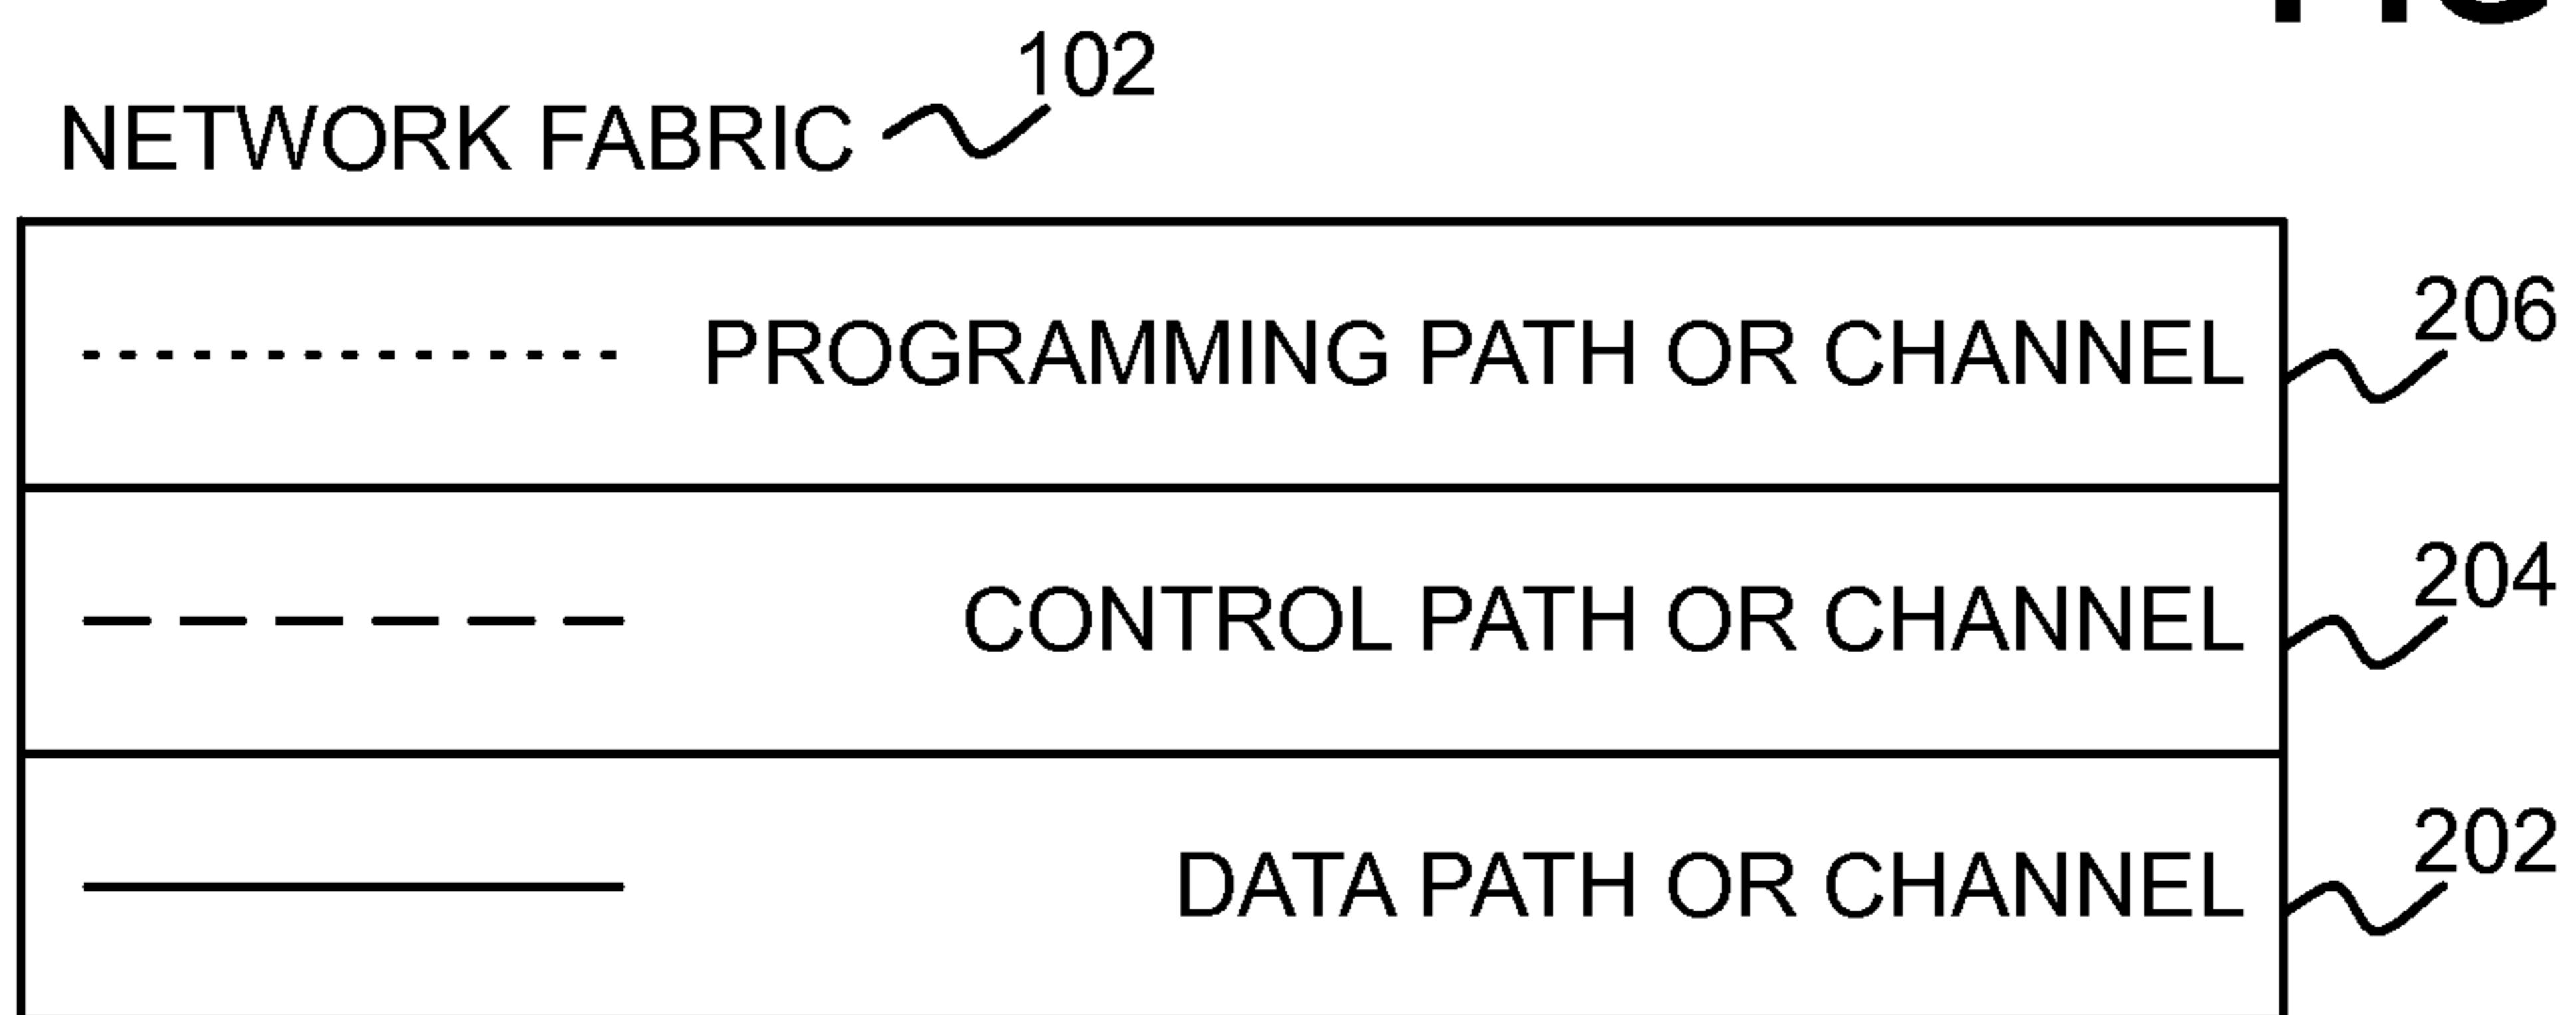 102
NETWORK FABRIC
206
PROGRAMMING PATH OR CHANNEL
204
CONTROL PATH OR CHANNEL
202
DATA PATH OR CHANNEL